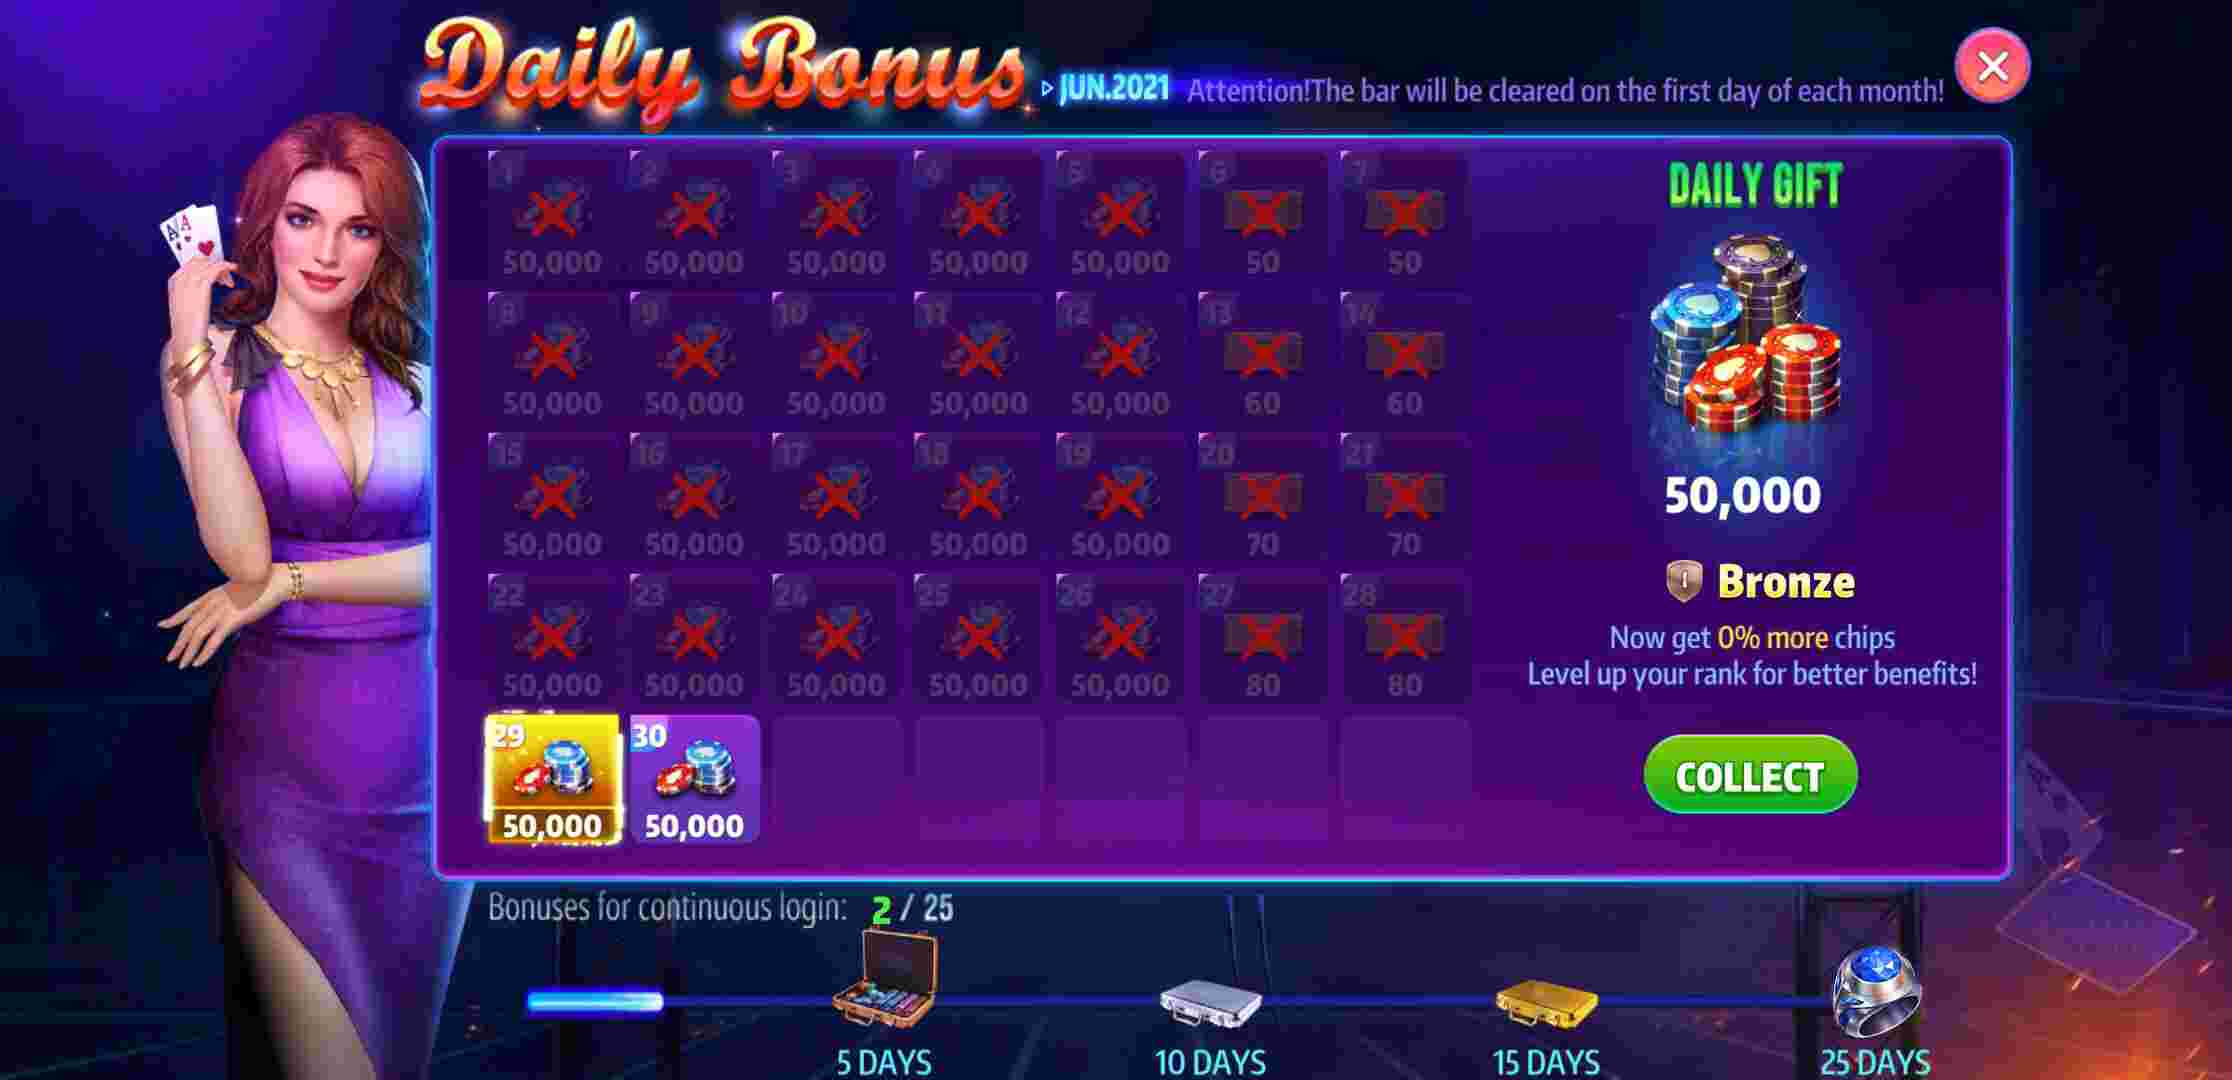 Daily Bonus
JUN.2021
Attention!The bar will be cleared on the first day of each month!
A A
1 2 3 4 5 6 7
50,000 50,000 50,000 50,000 50,000 50 50
8 9 10 11 12 13 14
50,000 50,000 50,000 50,000 50,000 60 60
15 16 17 18 19 20 21
50,000 50,000 50,000 50,000 50,000 70 70
22 23 24 25 26 27 28
50,000 50,000 50,000 50,000 50,000 80 80
29 30
50,000 50,000
DAILY GIFT
50,000
Bronze
Now get 0% more chips
Level up your rank for better benefits!
COLLECT
Bonuses for continuous login: 2 / 25
5 DAYS
10 DAYS
15 DAYS
25 DAYS